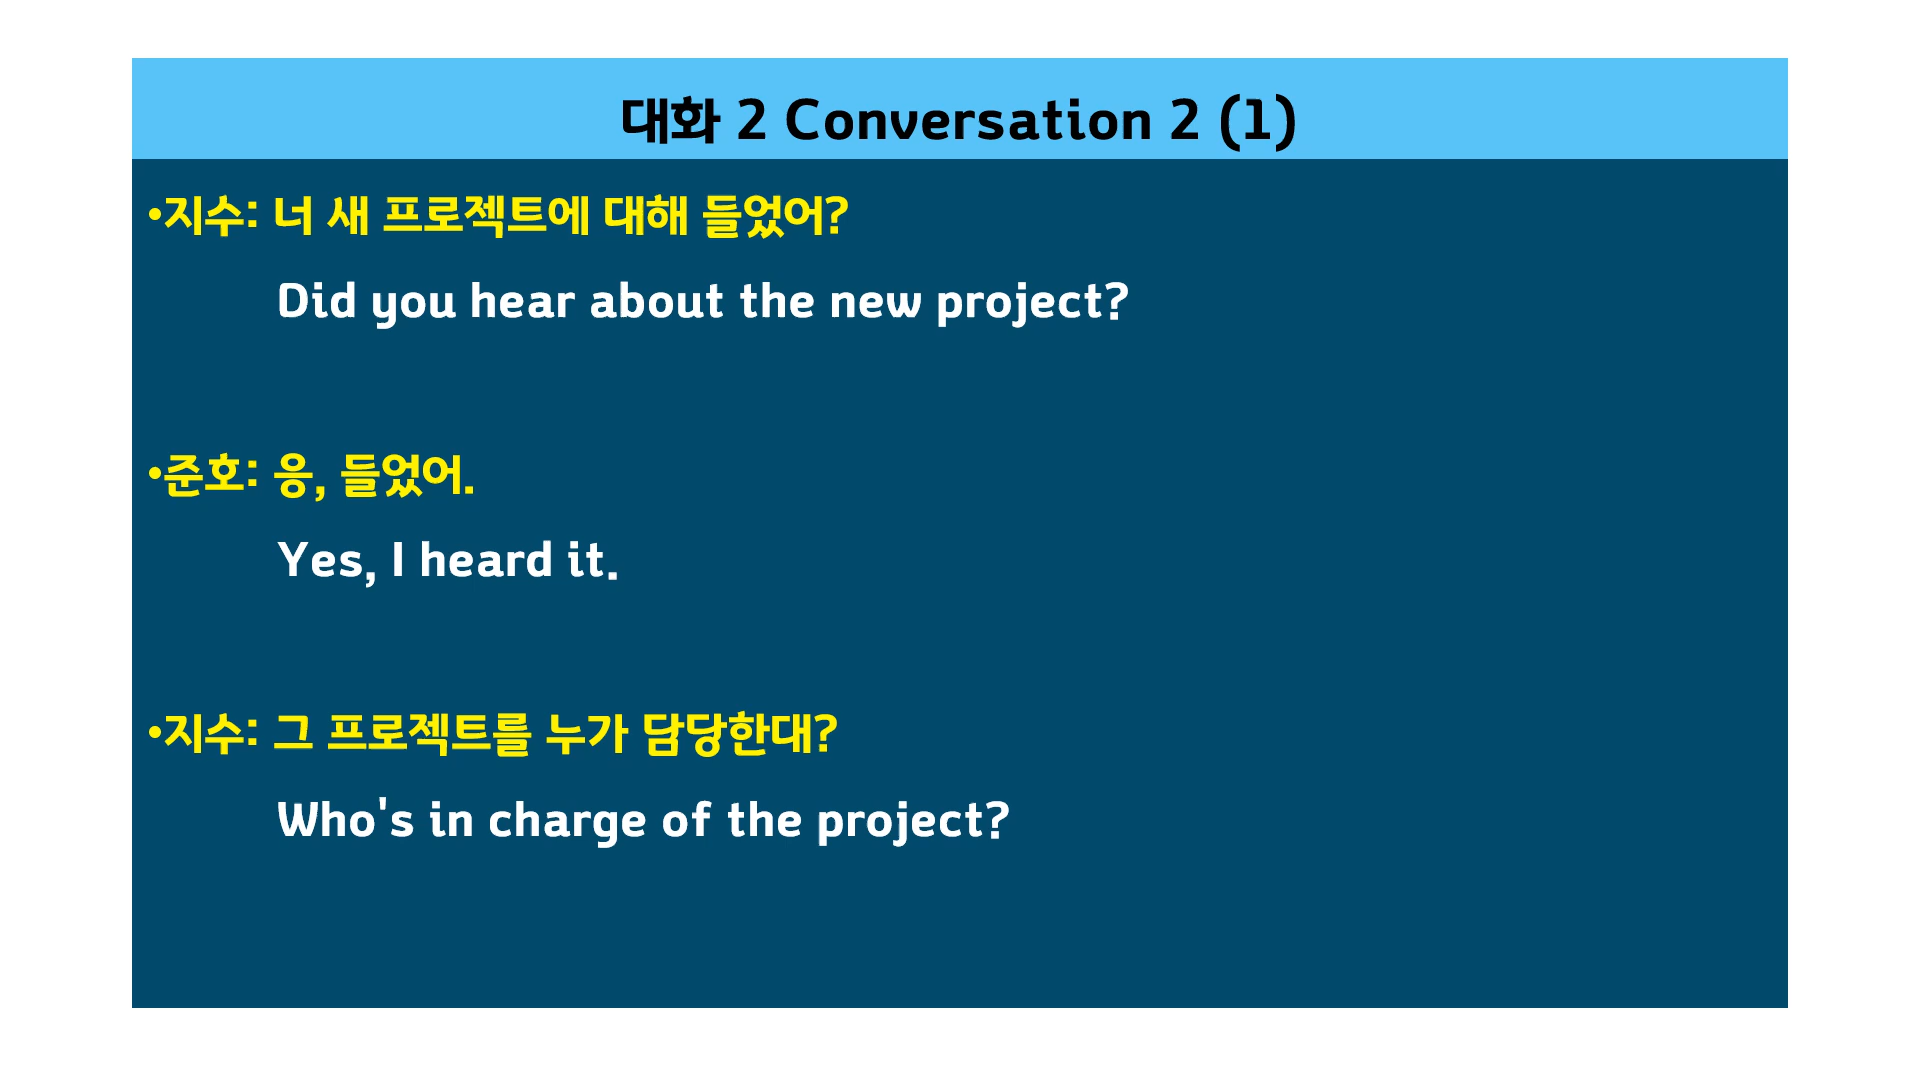 대화 2 Conversation 2 (1)
•지수: 너 새 프로젝트에 대해 들었어?
Did you hear about the new project?
•준호: 응, 들었어.
Yes, I heard it.
•지수: 그 프로젝트를 누가 담당한대?
Who's in charge of the project?